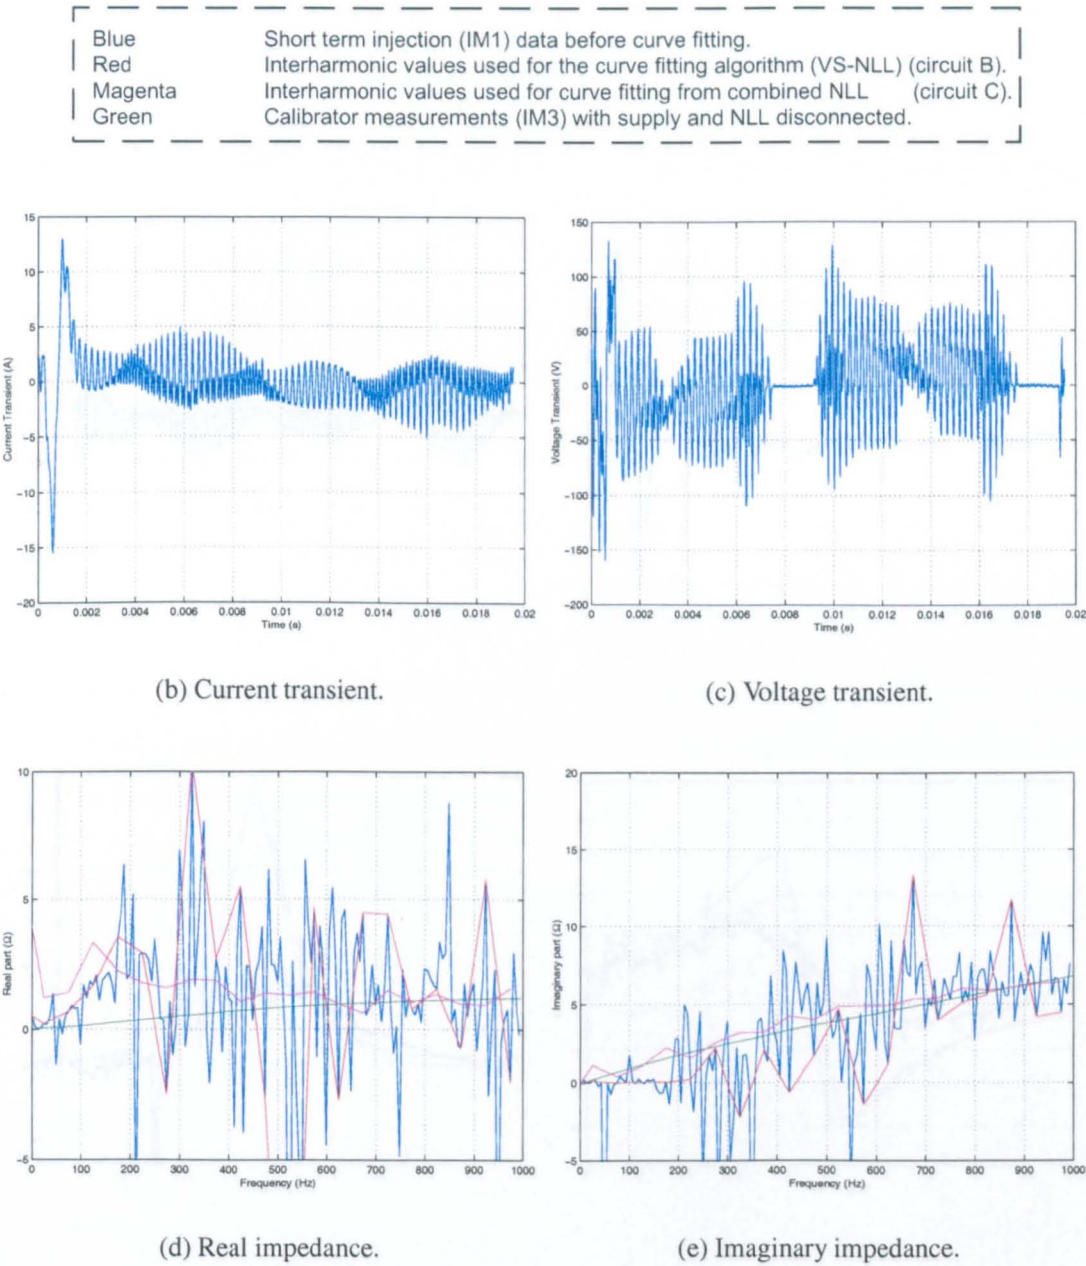 Blue Short term injection (IM1) data before curve fitting.
Red Interharmonic values used for the curve fitting algorithm (VS-NLL) (circuit B).
Magenta Interharmonic values used for curve fitting from combined NLL (circuit C).
Green Calibrator measurements (IM3) with supply and NLL disconnected.
15
10
5
0
−5
−10
−15
−20
Current Transient (A)
0 0.002 0.004 0.006 0.008 0.01 0.012 0.014 0.016 0.018 0.02
Time (s)
(b) Current transient.
150
100
50
0
−50
−100
−150
−200
Voltage Transient (V)
0 0.002 0.004 0.006 0.008 0.01 0.012 0.014 0.016 0.018 0.02
Time (s)
(c) Voltage transient.
10
5
0
−5
Real part (Ω)
0 100 200 300 400 500 600 700 800 900 1000
Frequency (Hz)
(d) Real impedance.
20
15
10
5
0
−5
Imaginary part (Ω)
0 100 200 300 400 500 600 700 800 900 1000
Frequency (Hz)
(e) Imaginary impedance.